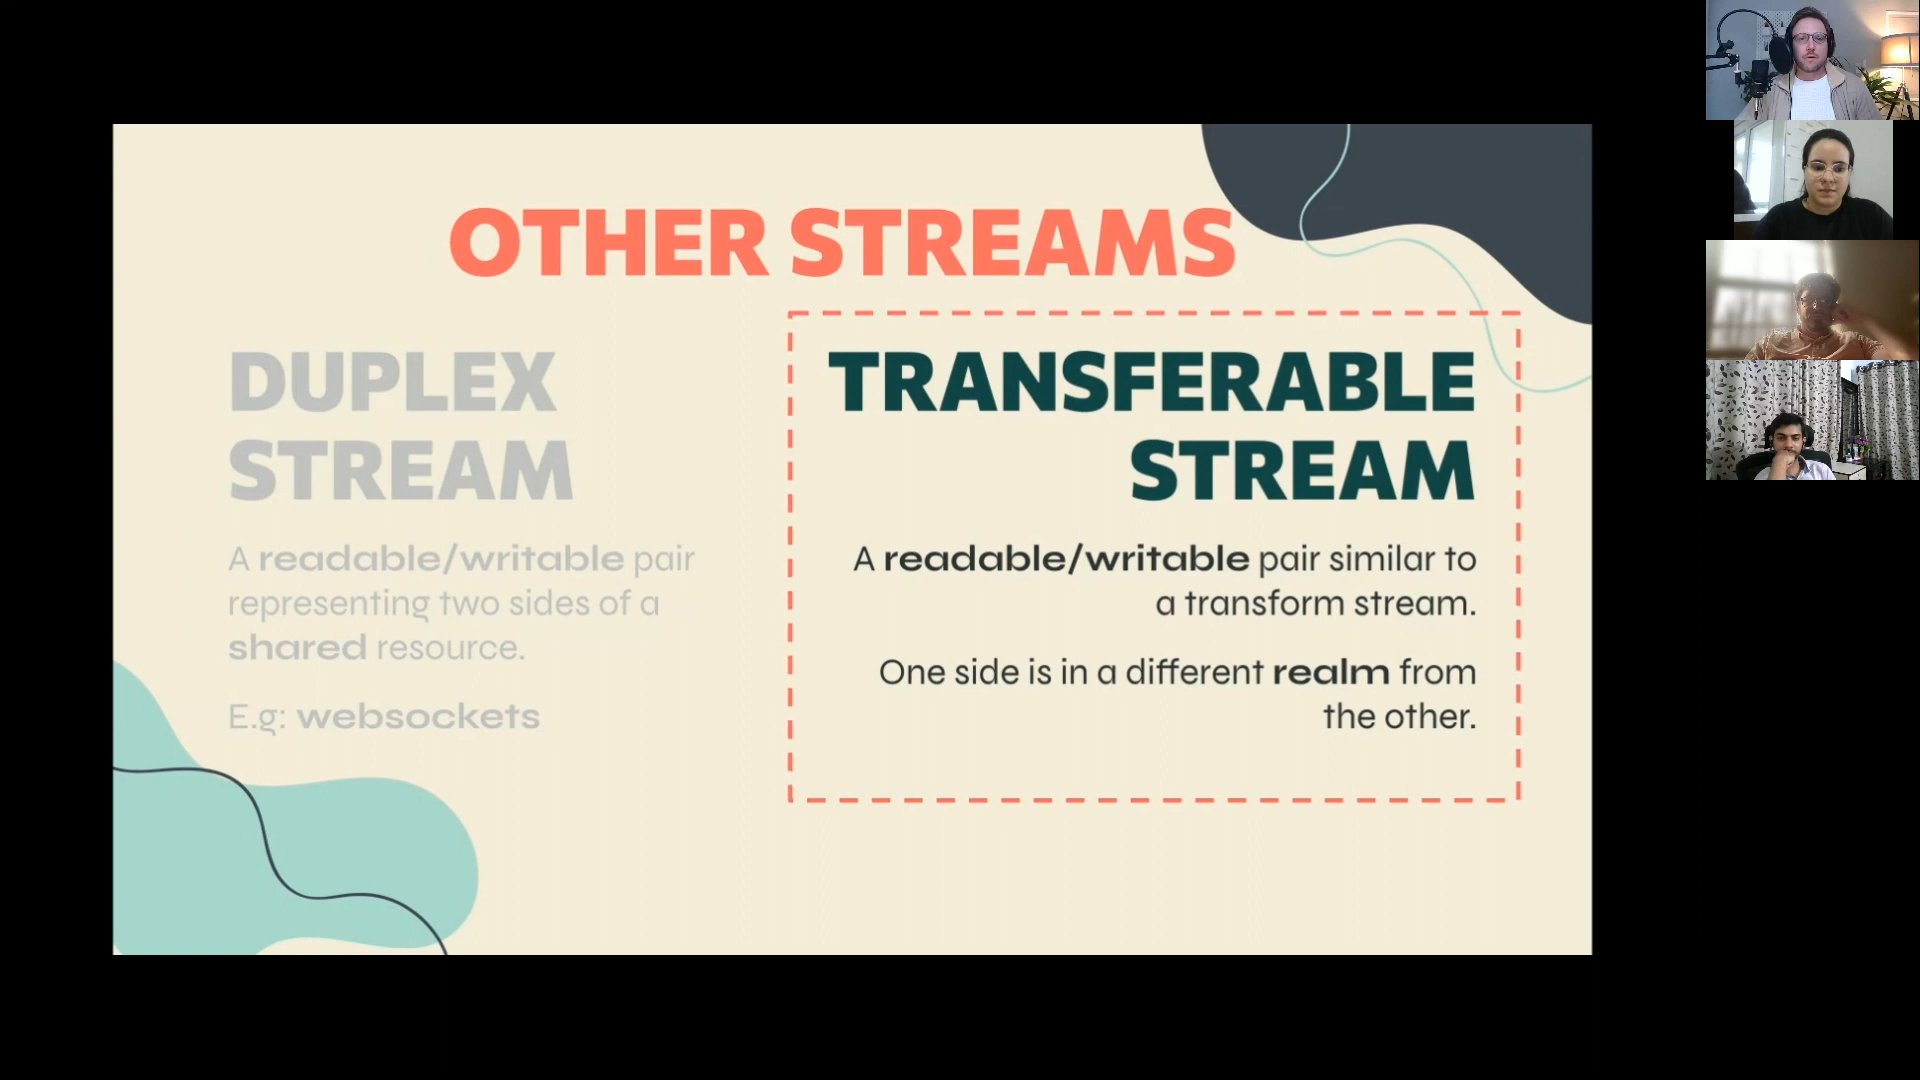 OTHER STREAMS
DUPLEX
STREAM
A readable/writable pair
representing two sides of a
shared resource.
E.g: websockets
TRANSFERABLE
STREAM
A readable/writable pair similar to
a transform stream.
One side is in a different realm from
the other.